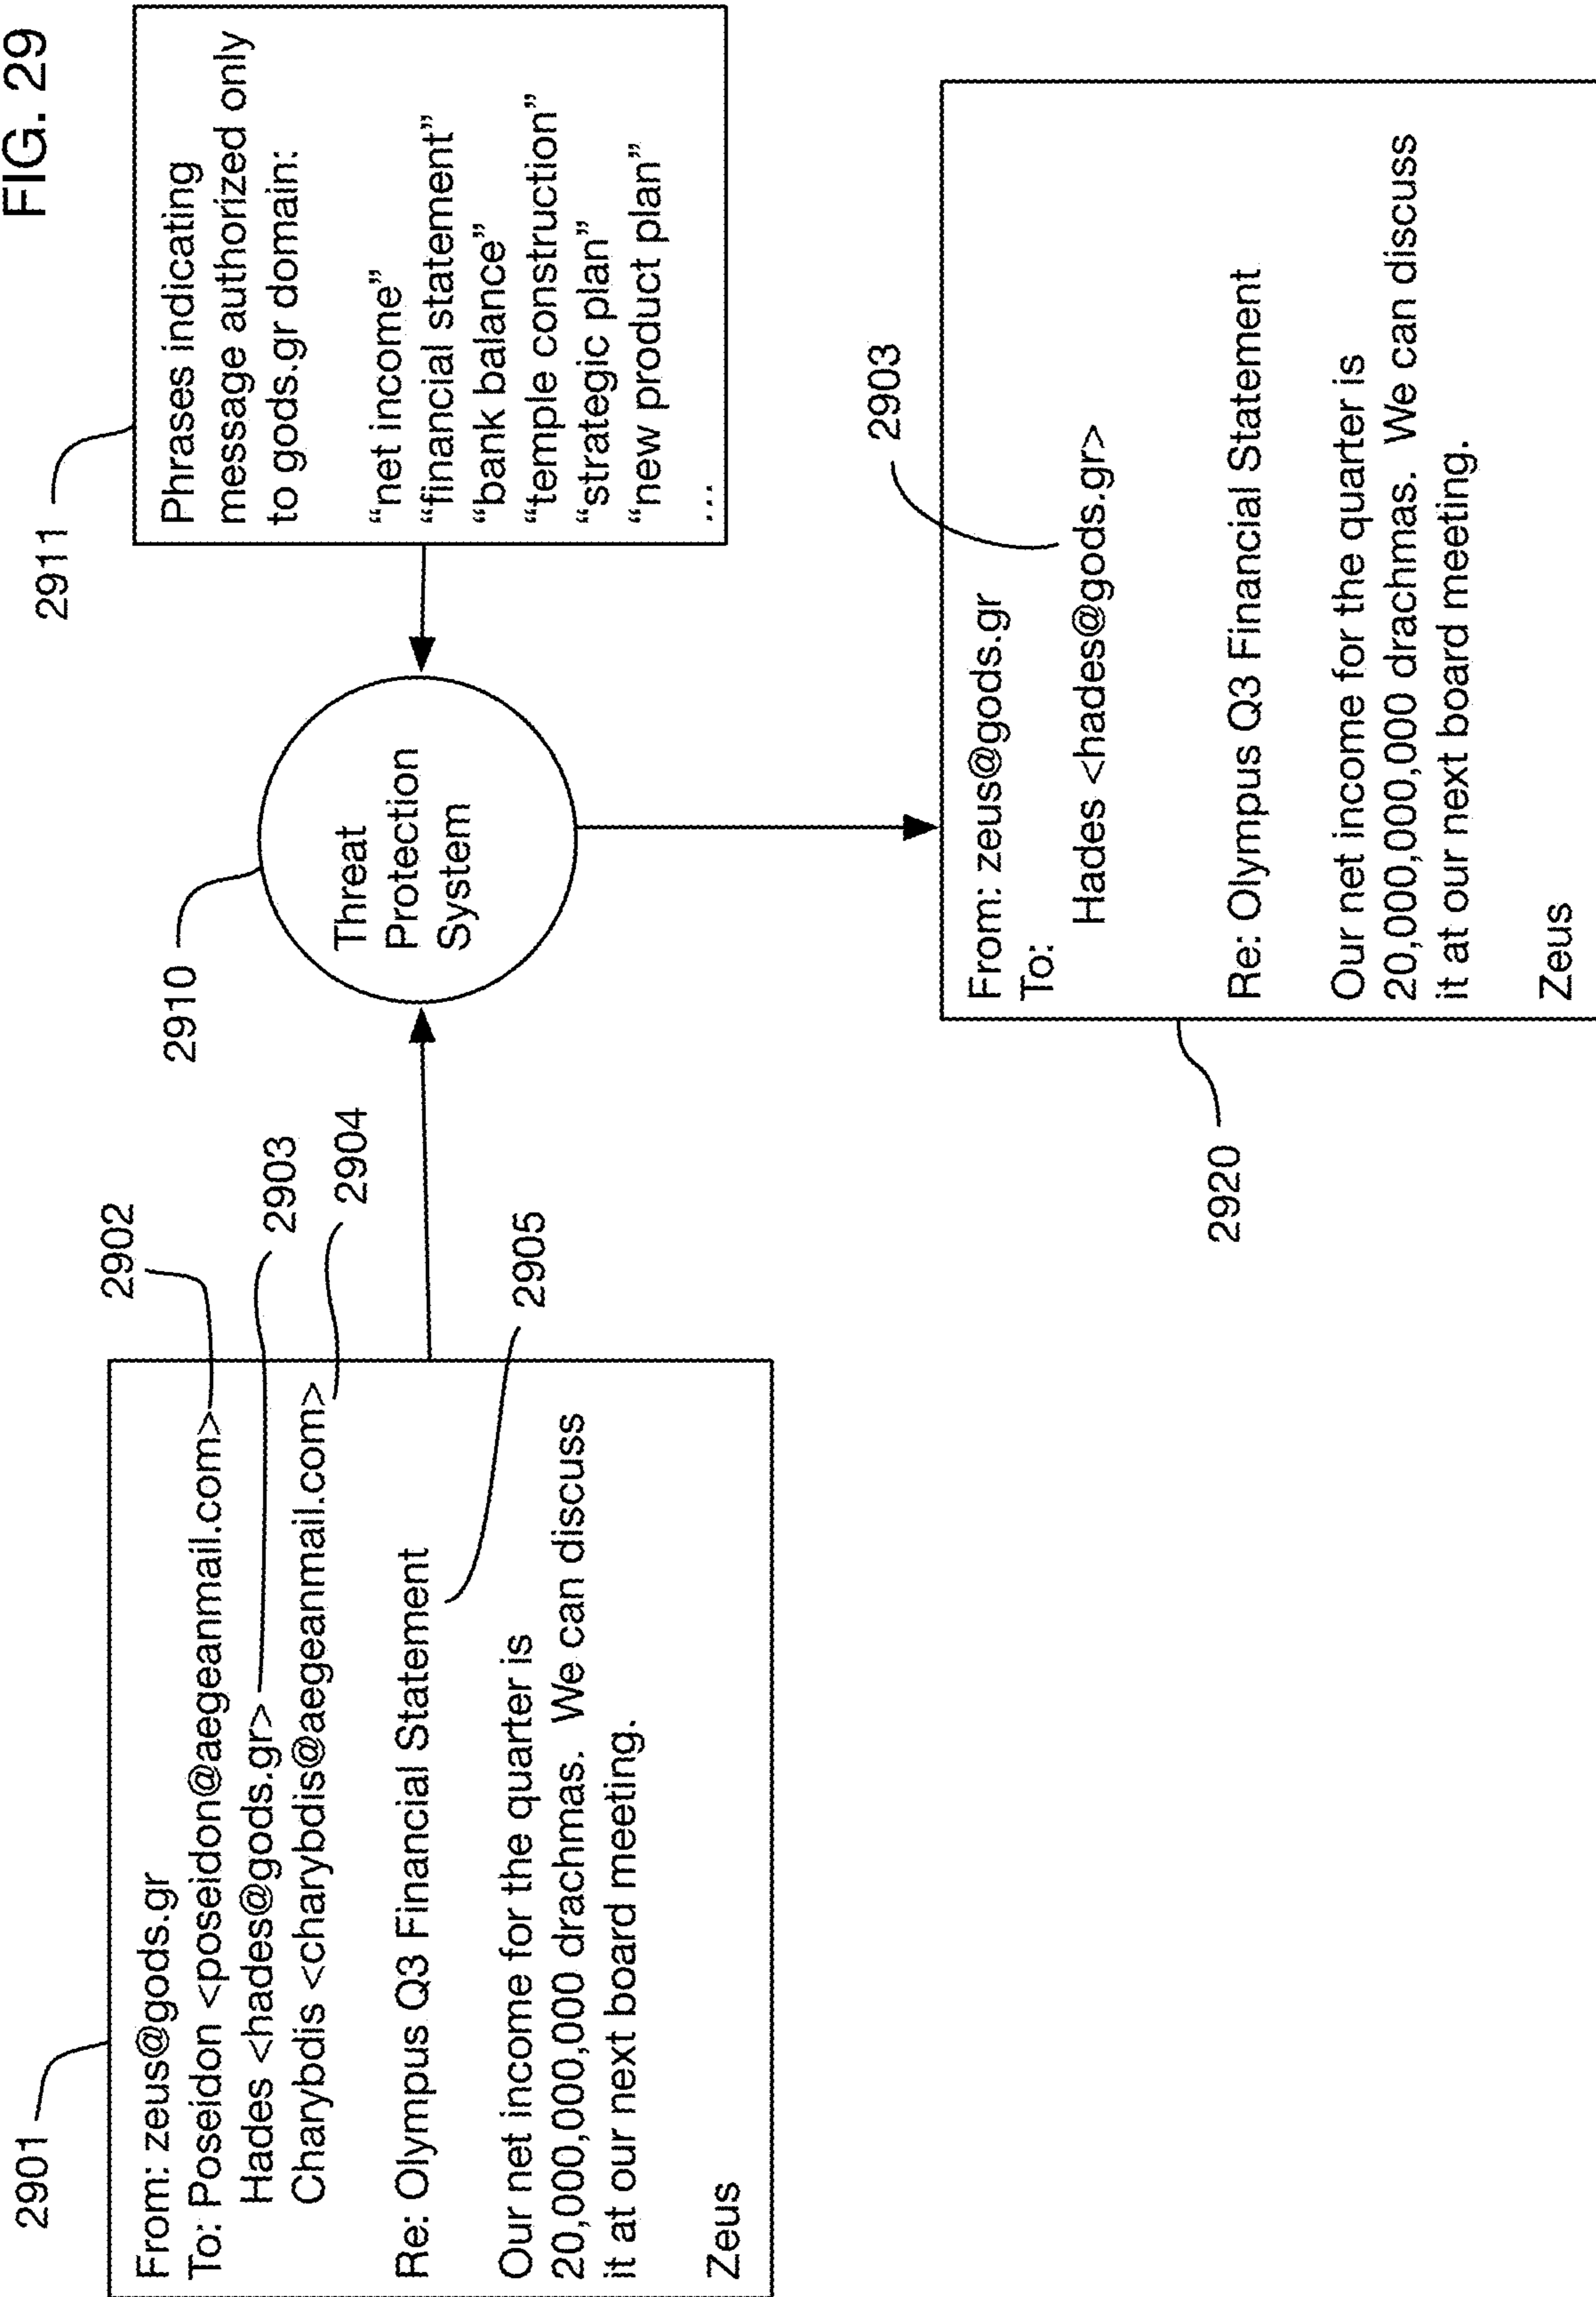 FIG. 29
2901
From: zeus@gods.gr
To: Poseidon <poseidon@aegeanmail.com>
Hades <hades@gods.gr>
Charybdis <charybdis@aegeanmail.com>
Re: Olympus Q3 Financial Statement
Our net income for the quarter is
20,000,000,000 drachmas. We can discuss
it at our next board meeting.
Zeus
2902
2903
2904
2905
2910
Threat
Protection
System
2911
Phrases indicating
message authorized only
to gods.gr domain:
“net income”
“financial statement”
“bank balance”
“temple construction”
“strategic plan”
“new product plan”
...
2920
From: zeus@gods.gr
To:
Hades <hades@gods.gr>
2903
Re: Olympus Q3 Financial Statement
Our net income for the quarter is
20,000,000,000 drachmas. We can discuss
it at our next board meeting.
Zeus